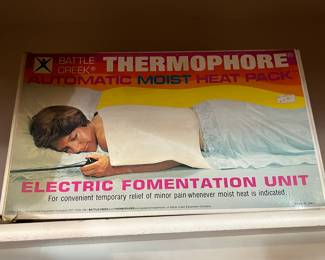 BATTLE CREEK® THERMOPHORE®
AUTOMATIC MOIST HEAT PACK
ELECTRIC FOMENTATION UNIT
For convenient temporary relief of minor pain whenever moist heat is indicated.